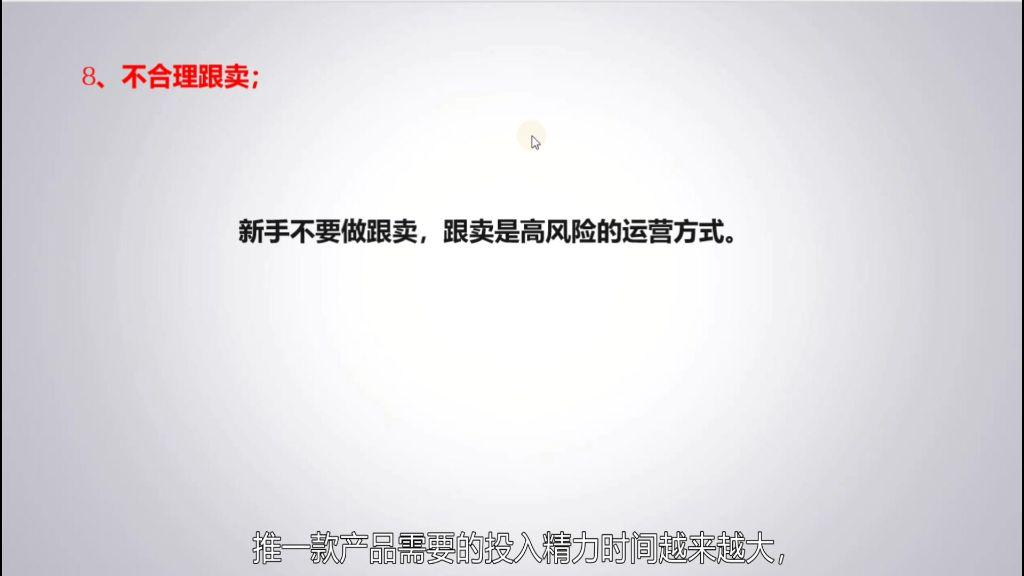 8、不合理跟卖;
新手不要做跟卖，跟卖是高风险的运营方式。
推一款产品需要的投入精力时间越来越大，